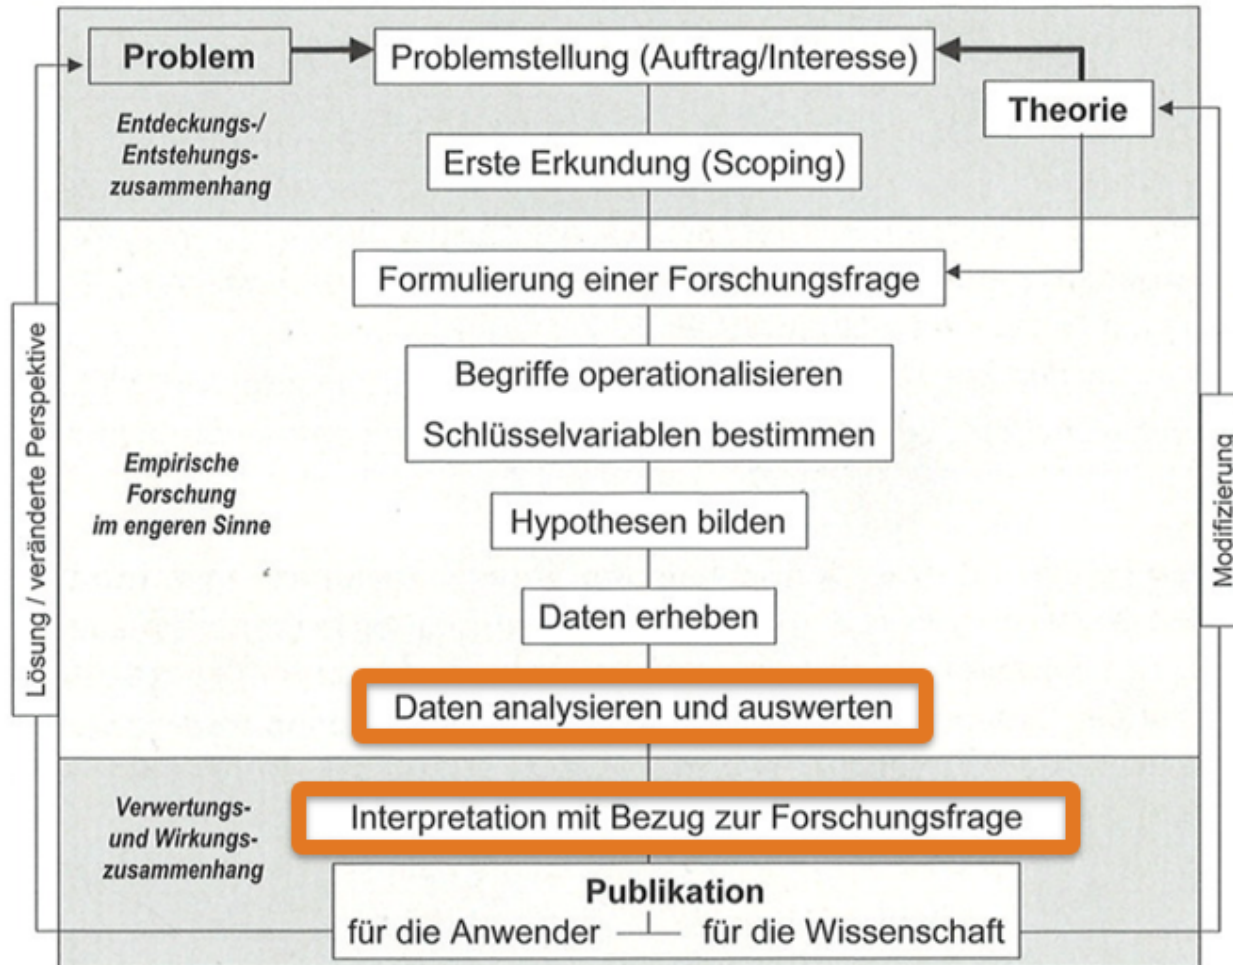 Problem
Problemstellung (Auftrag/Interesse)
Theorie
Entdeckungs-/
Entstehungs-
zusammenhang
Erste Erkundung (Scoping)
Formulierung einer Forschungsfrage
Begriffe operationalisieren
Schlüsselvariablen bestimmen
Empirische
Forschung
im engeren Sinne
Hypothesen bilden
Daten erheben
Daten analysieren und auswerten
Verwertungs-
und Wirkungs-
zusammenhang
Interpretation mit Bezug zur Forschungsfrage
Publikation
für die Anwender für die Wissenschaft
Lösung / veränderte Perspektive
Modifizierung